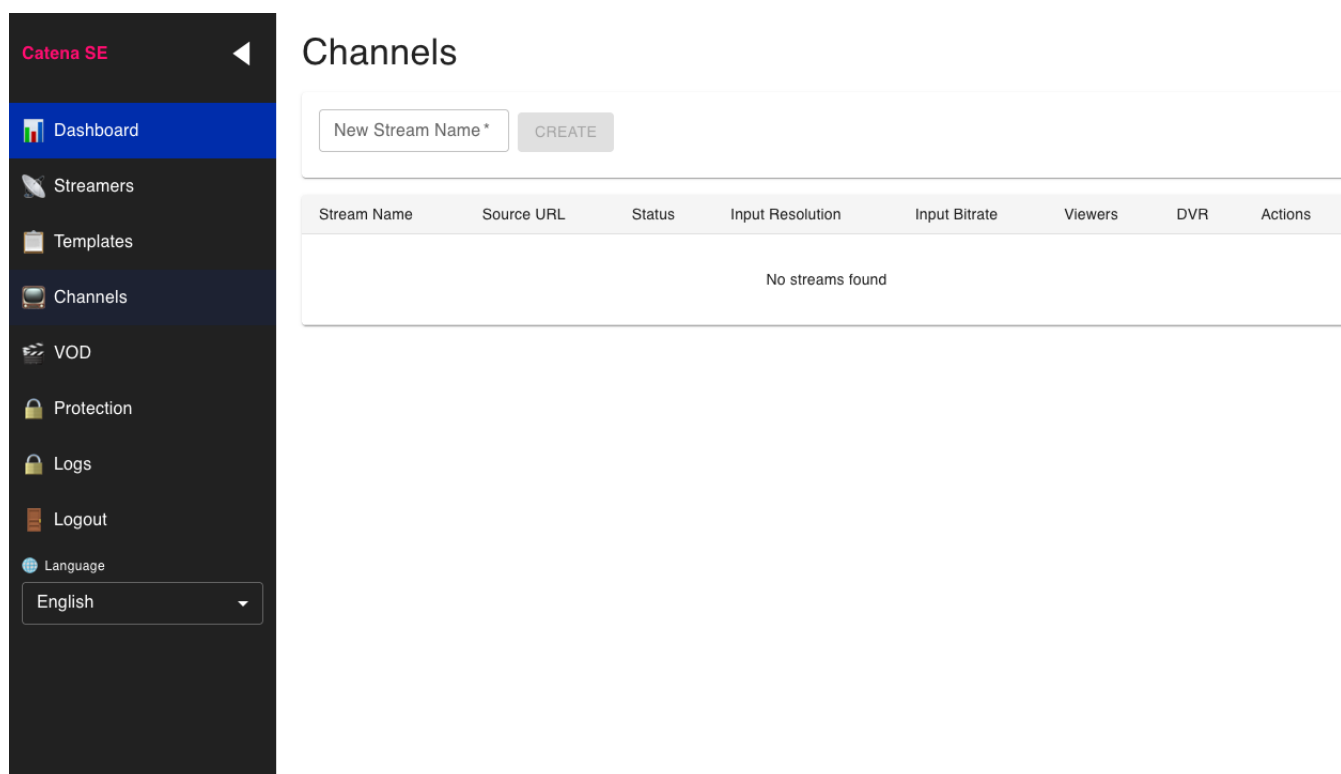 Catena SE
Dashboard
Streamers
Templates
Channels
VOD
Protection
Logs
Logout
Language
English
Channels
New Stream Name *
CREATE
Stream Name Source URL Status Input Resolution Input Bitrate Viewers DVR Actions
No streams found